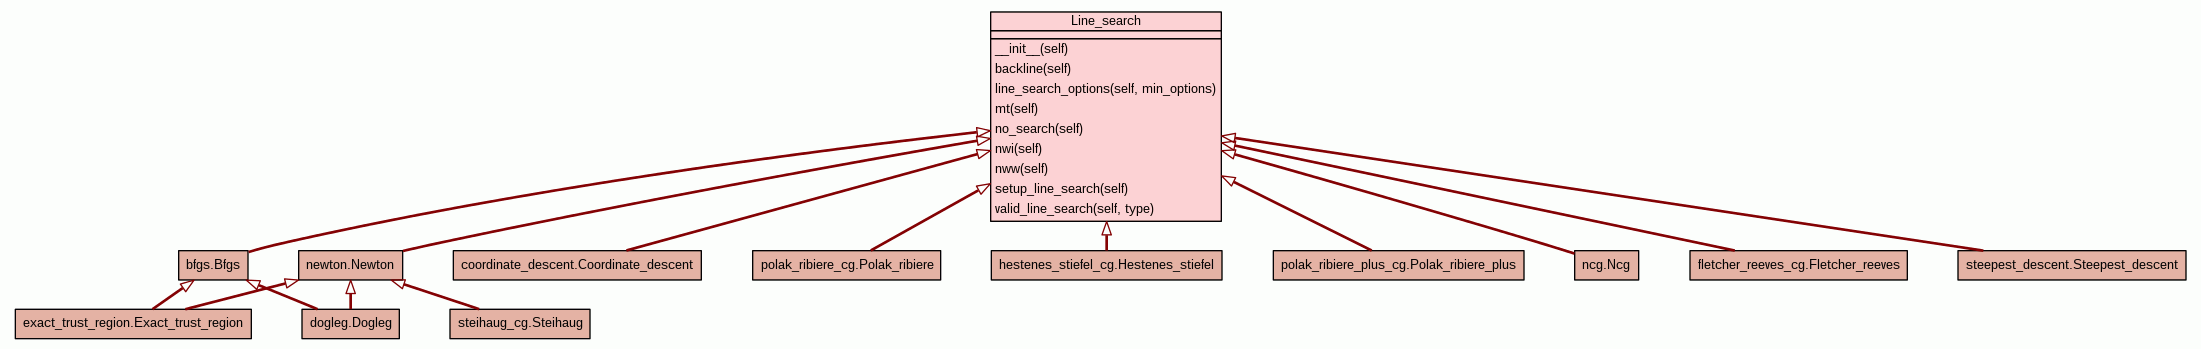 Line_search
__init__(self)
backline(self)
line_search_options(self, min_options)
mt(self)
no_search(self)
nwi(self)
nww(self)
setup_line_search(self)
valid_line_search(self, type)
bfgs.Bfgs
newton.Newton
coordinate_descent.Coordinate_descent
polak_ribiere_cg.Polak_ribiere
hestenes_stiefel_cg.Hestenes_stiefel
polak_ribiere_plus_cg.Polak_ribiere_plus
ncg.Ncg
fletcher_reeves_cg.Fletcher_reeves
steepest_descent.Steepest_descent
exact_trust_region.Exact_trust_region
dogleg.Dogleg
steihaug_cg.Steihaug